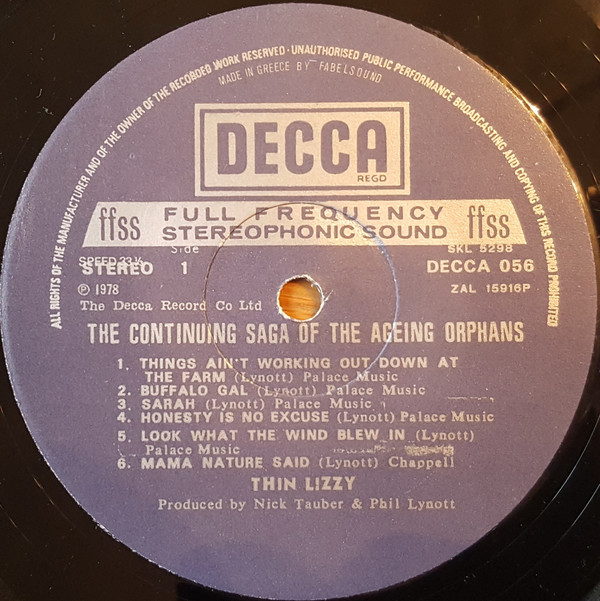 ALL RIGHTS OF THE MANUFACTURER AND OF THE OWNER OF THE RECORDED WORK RESERVED · UNAUTHORISED PUBLIC PERFORMANCE BROADCASTING AND COPYING OF THIS RECORD PROHIBITED
MADE IN GREECE BY FABELSOUND
DECCA
REGD
ffss FULL FREQUENCY STEREOPHONIC SOUND ffss
SPEED 33⅓ Side SKL 5298
STEREO 1 DECCA 056
℗ 1978 ZAL 15916P
The Decca Record Co Ltd
THE CONTINUING SAGA OF THE AGEING ORPHANS
1. THINGS AIN'T WORKING OUT DOWN AT
THE FARM (Lynott) Palace Music
2. BUFFALO GAL (Lynott) Palace Music
3. SARAH (Lynott) Palace Music
4. HONESTY IS NO EXCUSE (Lynott) Palace Music
5. LOOK WHAT THE WIND BLEW IN (Lynott)
Palace Music
6. MAMA NATURE SAID (Lynott) Chappell
THIN LIZZY
Produced by Nick Tauber & Phil Lynott